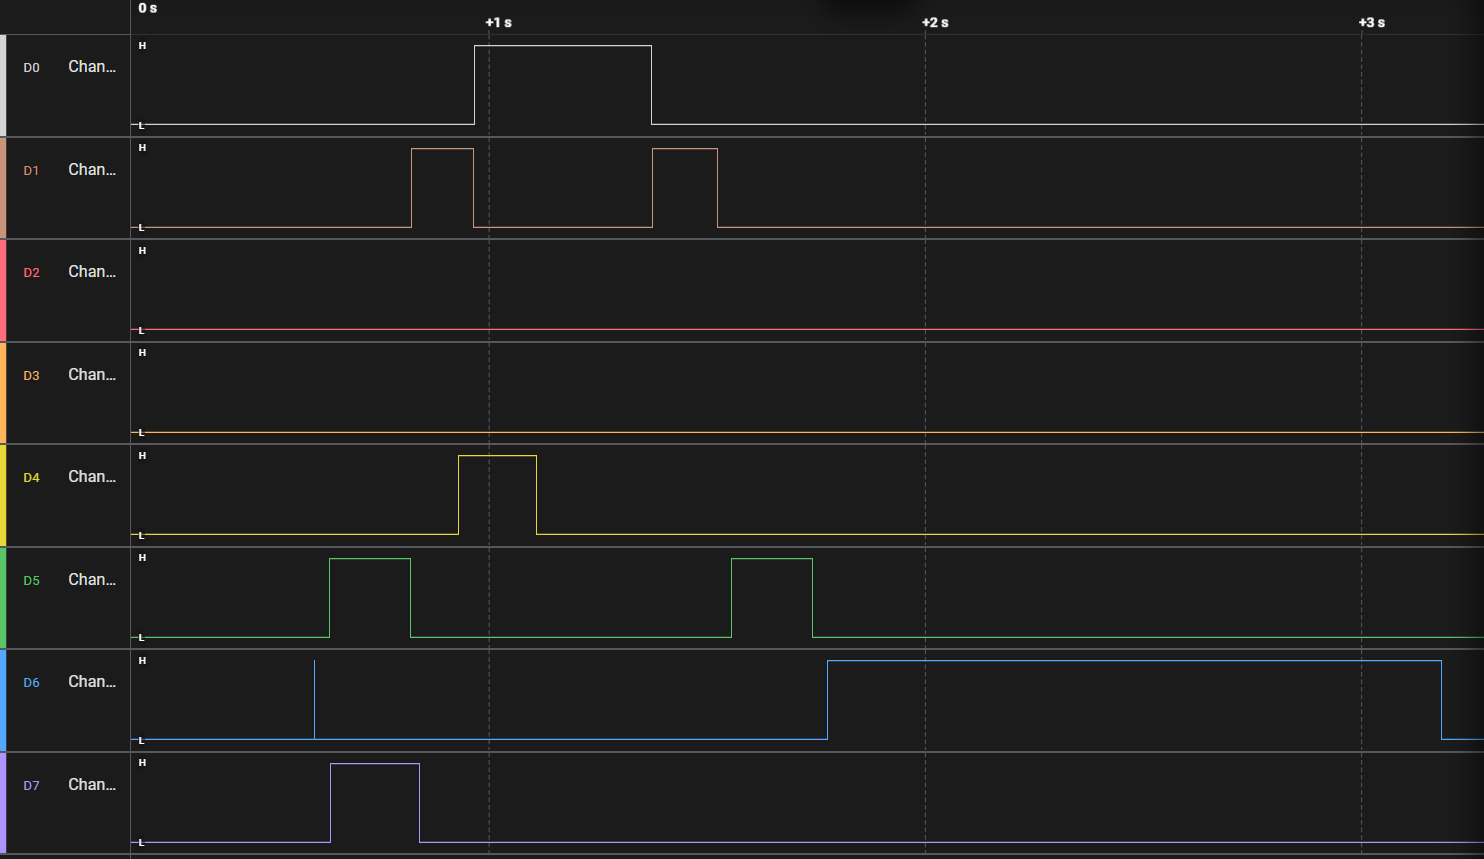 0 s
+1 s +2 s +3 s
D0 Chan... H
L
D1 Chan... H
L
D2 Chan... H
L
D3 Chan... H
L
D4 Chan... H
L
D5 Chan... H
L
D6 Chan... H
L
D7 Chan... H
L